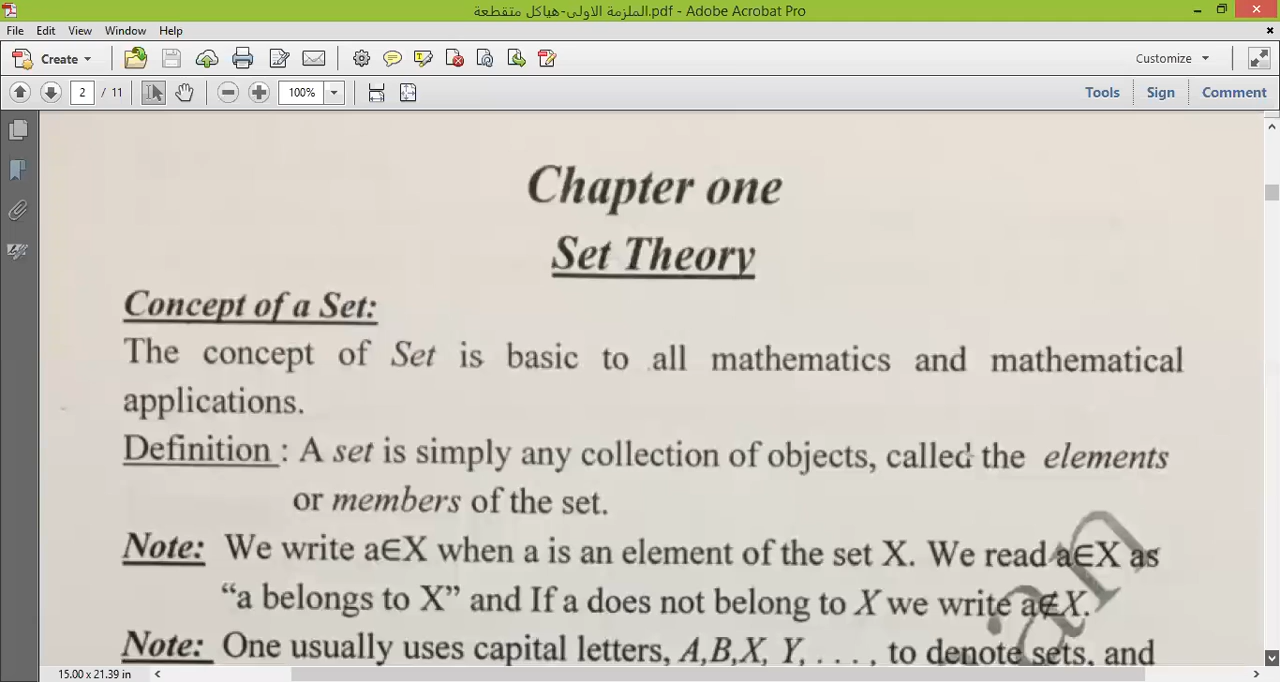 الملزمة الاولى-هياكل متقطعة.pdf - Adobe Acrobat Pro
File Edit View Window Help
Create Customize
2 / 11 100% Tools Sign Comment
Chapter one
Set Theory
Concept of a Set:
The concept of Set is basic to all mathematics and mathematical
applications.
Definition : A set is simply any collection of objects, called the elements
or members of the set.
Note: We write a∈X when a is an element of the set X. We read a∈X as
“a belongs to X” and If a does not belong to X we write a∉X.
Note: One usually uses capital letters, A,B,X, Y, . . . , to denote sets, and
15.00 x 21.39 in